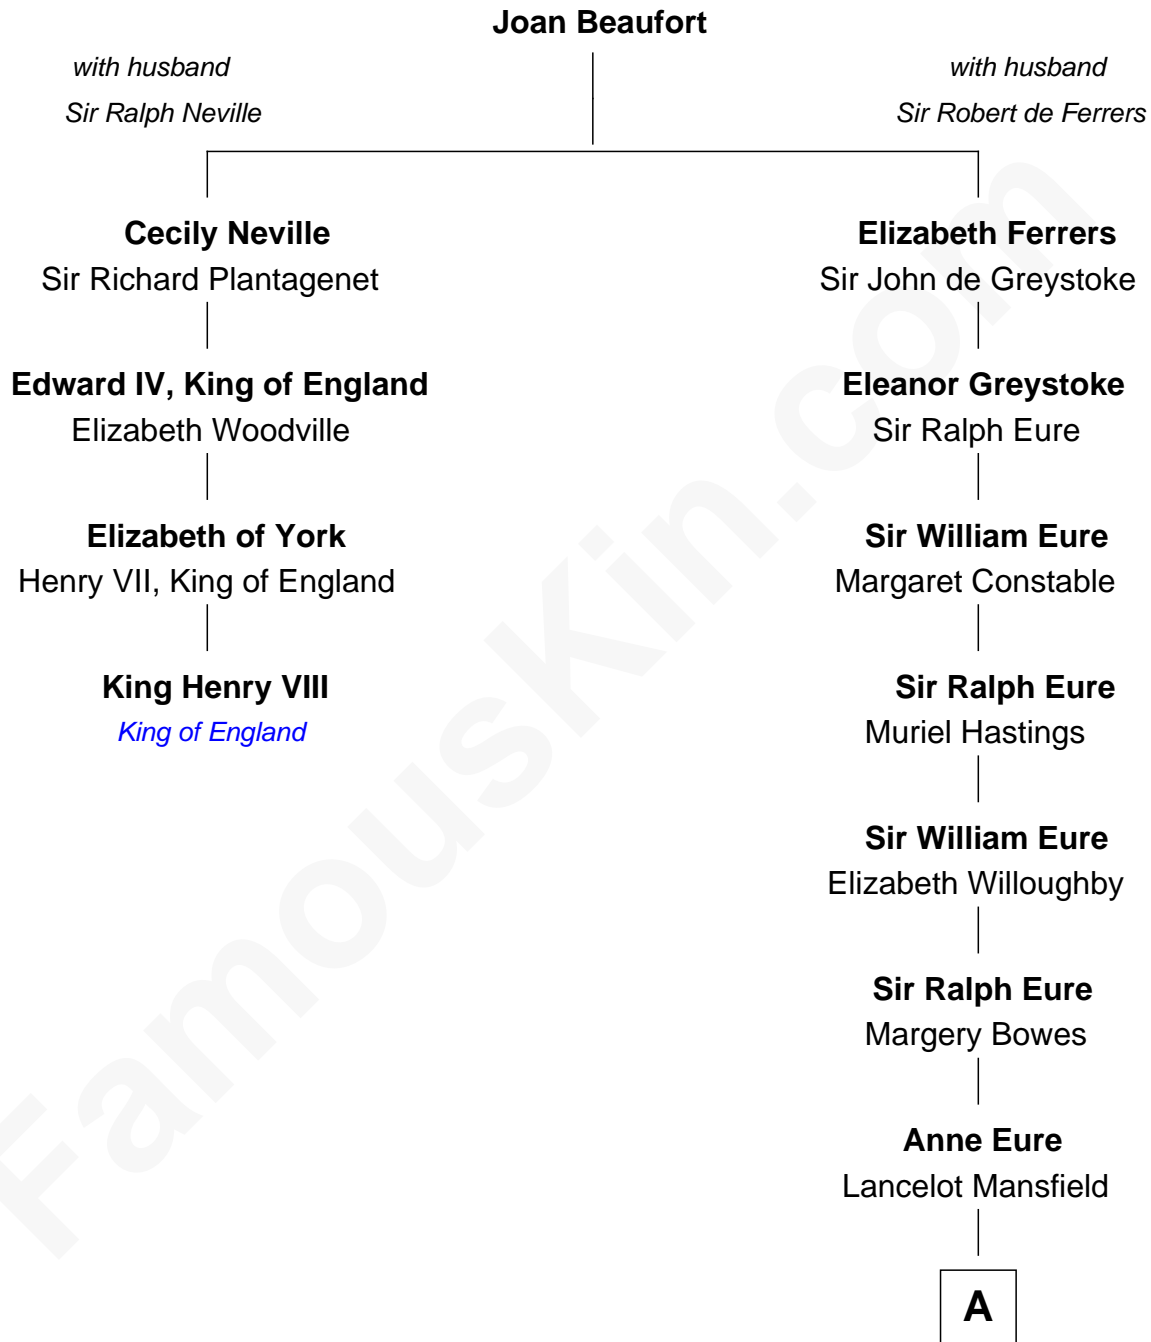 Joan Beaufort
with husband
Sir Ralph Neville
with husband
Sir Robert de Ferrers
Cecily Neville
Sir Richard Plantagenet
Edward IV, King of England
Elizabeth Woodville
Elizabeth of York
Henry VII, King of England
King Henry VIII
King of England
Elizabeth Ferrers
Sir John de Greystoke
Eleanor Greystoke
Sir Ralph Eure
Sir William Eure
Margaret Constable
Sir Ralph Eure
Muriel Hastings
Sir William Eure
Elizabeth Willoughby
Sir Ralph Eure
Margery Bowes
Anne Eure
Lancelot Mansfield
A
FamousKin.com